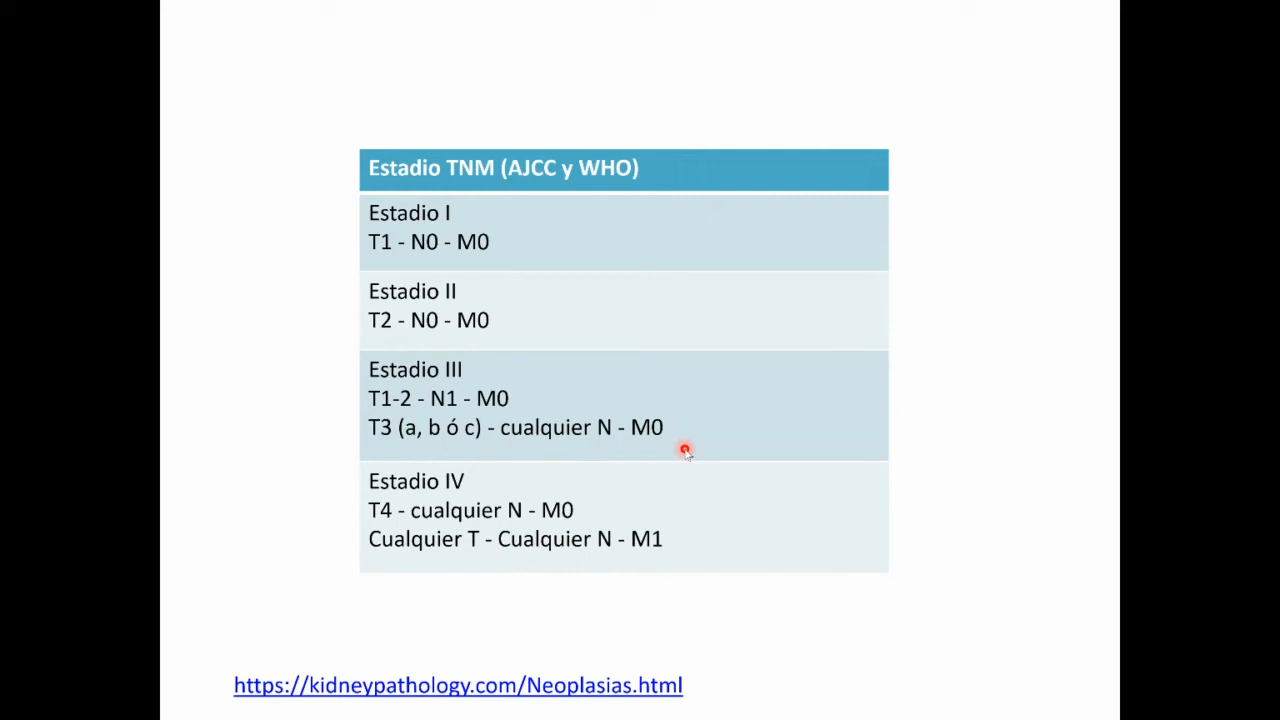 Estadio TNM (AJCC y WHO)
Estadio I
T1 - N0 - M0
Estadio II
T2 - N0 - M0
Estadio III
T1-2 - N1 - M0
T3 (a, b ó c) - cualquier N - M0
Estadio IV
T4 - cualquier N - M0
Cualquier T - Cualquier N - M1
https://kidneypathology.com/Neoplasias.html